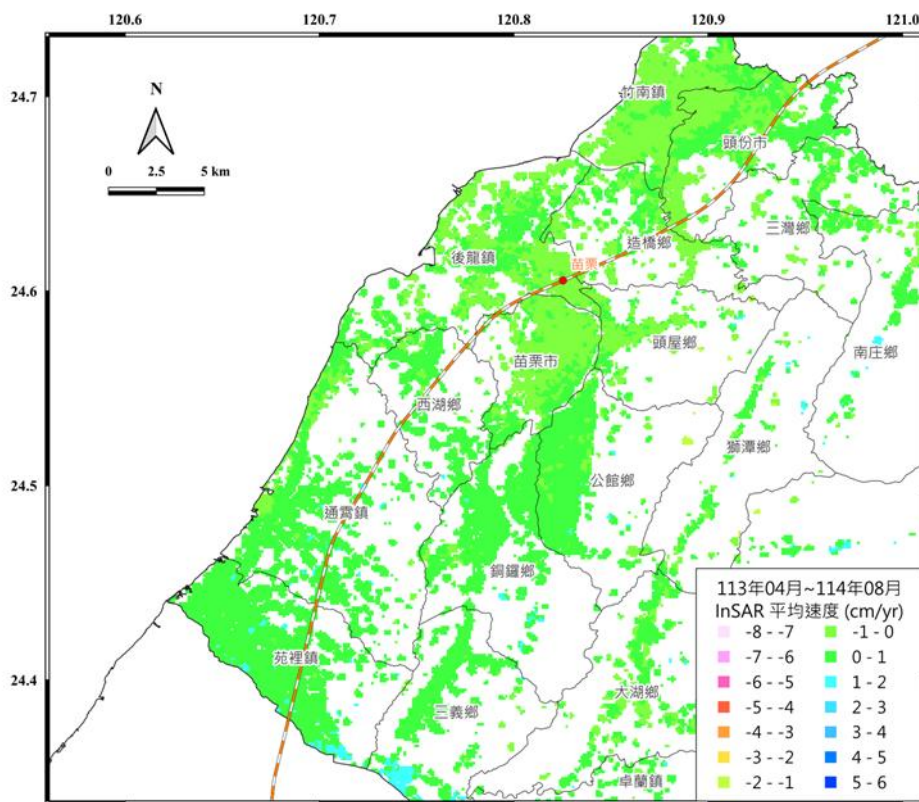 120.6 120.7 120.8 120.9 121.0
24.7
24.6
24.5
24.4
N
0 2.5 5 km
竹南鎮
頭份市
三灣鄉
造橋鄉
後龍鎮
苗栗
頭屋鄉
南庄鄉
苗栗市
西湖鄉
獅潭鄉
公館鄉
通霄鎮
銅鑼鄉
苑裡鎮
大湖鄉
三義鄉
卓蘭鎮
113年04月~114年08月
InSAR 平均速度 (cm/yr)
-8 - -7 -1 - 0
-7 - -6 0 - 1
-6 - -5 1 - 2
-5 - -4 2 - 3
-4 - -3 3 - 4
-3 - -2 4 - 5
-2 - -1 5 - 6